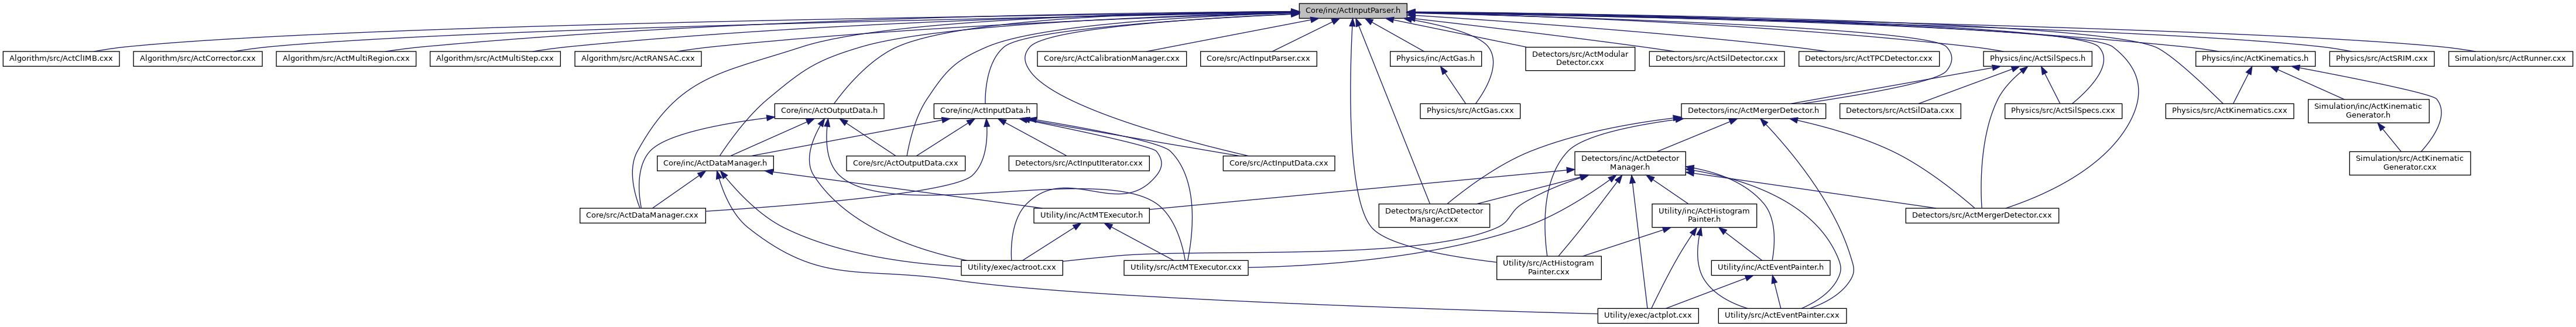 Core/inc/ActInputParser.h
Algorithm/src/ActCIIMB.cxx
Algorithm/src/ActCorrector.cxx
Algorithm/src/ActMultiRegion.cxx
Algorithm/src/ActMultiStep.cxx
Algorithm/src/ActRANSAC.cxx
Core/src/ActCalibrationManager.cxx
Core/src/ActInputParser.cxx
Physics/inc/ActGas.h
Detectors/src/ActModular
Detector.cxx
Detectors/src/ActSilDetector.cxx
Detectors/src/ActTPCDetector.cxx
Physics/inc/ActSilSpecs.h
Physics/inc/ActKinematics.h
Physics/src/ActSRIM.cxx
Simulation/src/ActRunner.cxx
Core/inc/ActOutputData.h
Core/inc/ActInputData.h
Physics/src/ActGas.cxx
Detectors/inc/ActMergerDetector.h
Detectors/src/ActSilData.cxx
Physics/src/ActSilSpecs.cxx
Physics/src/ActKinematics.cxx
Simulation/inc/ActKinematic
Generator.h
Core/inc/ActDataManager.h
Core/src/ActOutputData.cxx
Detectors/src/ActInputIterator.cxx
Core/src/ActInputData.cxx
Detectors/inc/ActDetector
Manager.h
Simulation/src/ActKinematic
Generator.cxx
Core/src/ActDataManager.cxx
Utility/inc/ActMTExecutor.h
Detectors/src/ActDetector
Manager.cxx
Utility/inc/ActHistogram
Painter.h
Detectors/src/ActMergerDetector.cxx
Utility/exec/actroot.cxx
Utility/src/ActMTExecutor.cxx
Utility/src/ActHistogram
Painter.cxx
Utility/inc/ActEventPainter.h
Utility/exec/actplot.cxx
Utility/src/ActEventPainter.cxx